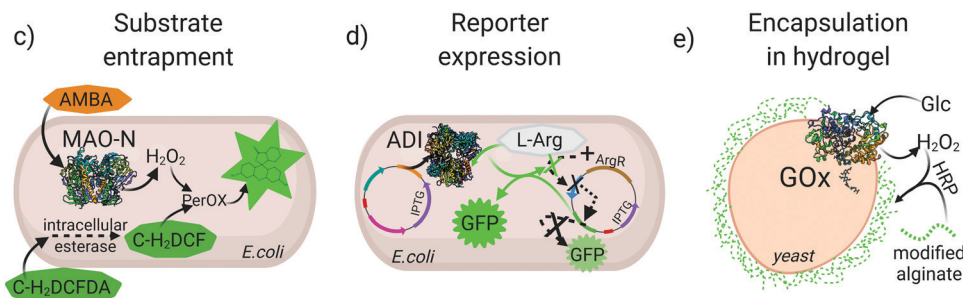 c) Substrate
entrapment
AMBA
MAO-N
H₂O₂
PerOX
intracellular
esterase
C-H₂DCF
E.coli
C-H₂DCFDA
d) Reporter
expression
ADI
L-Arg
+
ArgR
IPTG
X
IPTG
GFP
X
GFP
E.coli
e) Encapsulation
in hydrogel
Glc
H₂O₂
GOx
HRP
yeast
modified
alginate